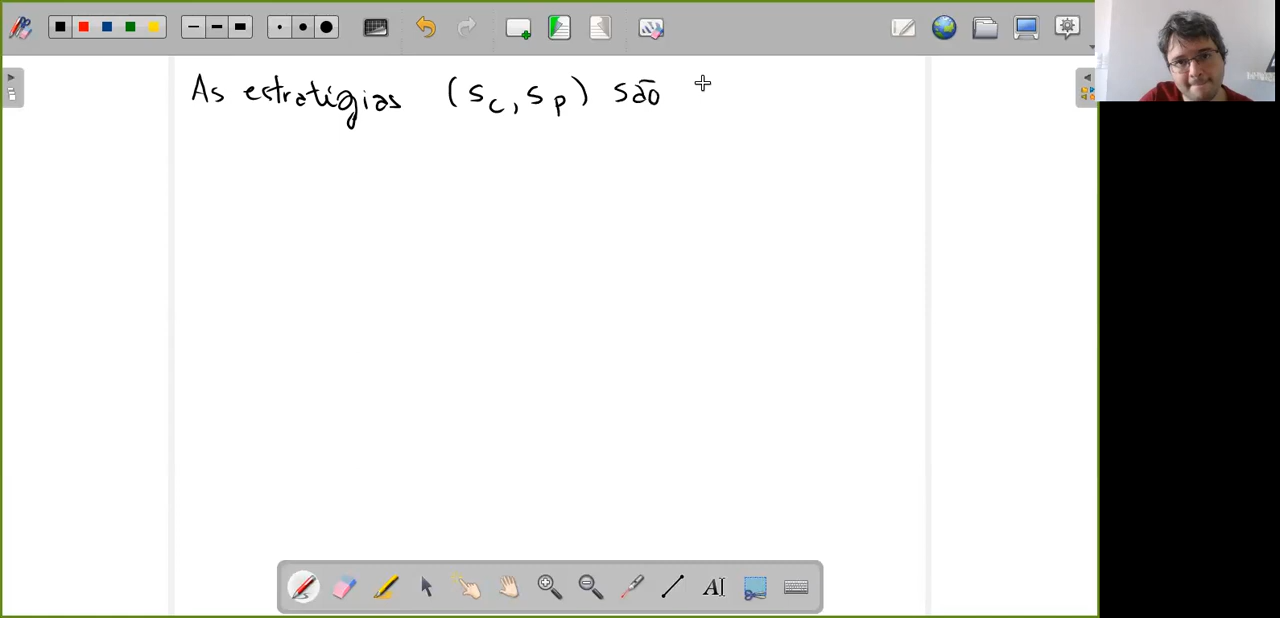 As estratégias (s_c, s_p) são